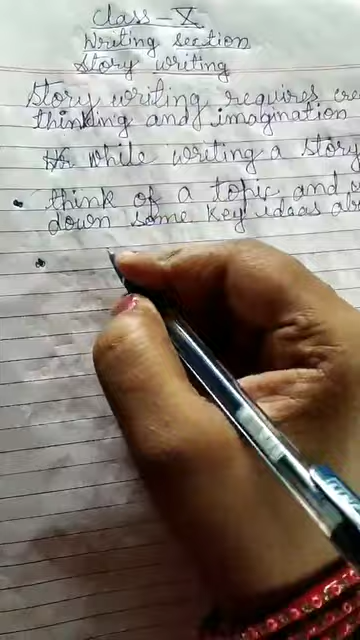 Class - X
Writing section
Story writing
Story writing requires cre
thinking and imagination
while writing a story
• think of a topic and
down some key ideas
•